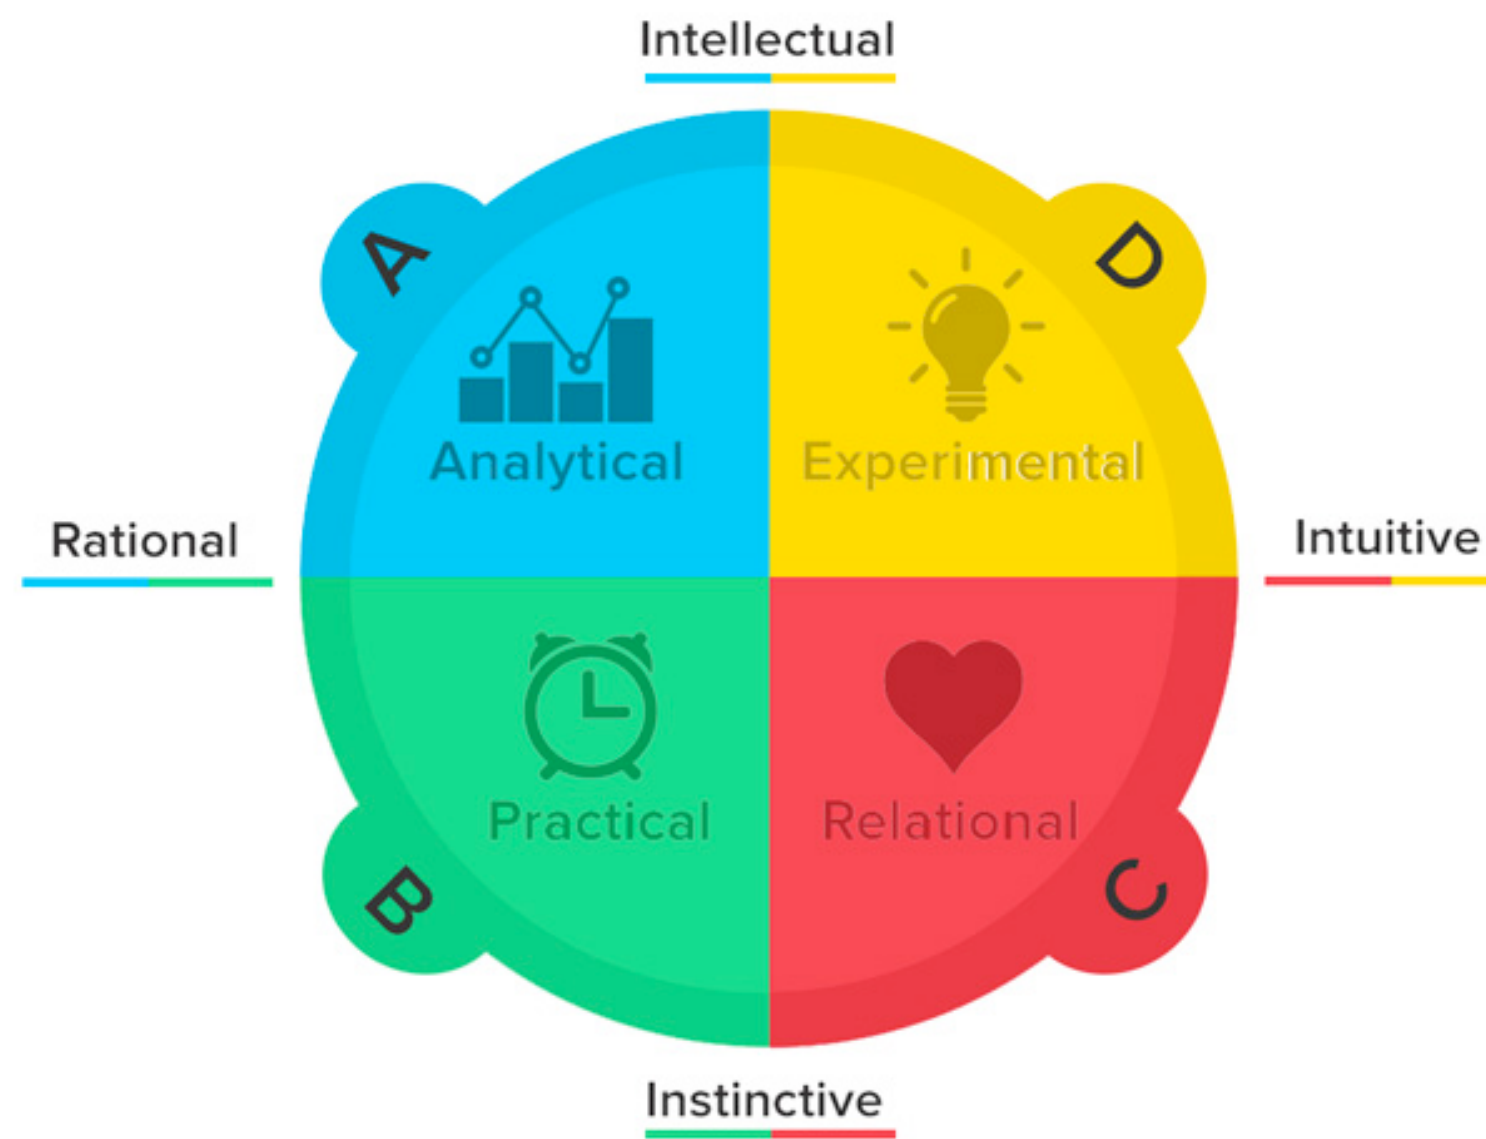 Intellectual
A
D
Analytical
Experimental
Rational
Intuitive
Practical
Relational
B
C
Instinctive